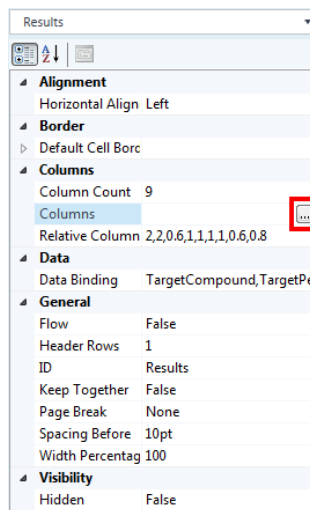 Results
Alignment
Horizontal Align Left
Border
Default Cell Borc
Columns
Column Count 9
Columns ...
Relative Column 2,2,0.6,1,1,1,1,0.6,0.8
Data
Data Binding TargetCompound,TargetPe
General
Flow False
Header Rows 1
ID Results
Keep Together False
Page Break None
Spacing Before 10pt
Width Percentag 100
Visibility
Hidden False